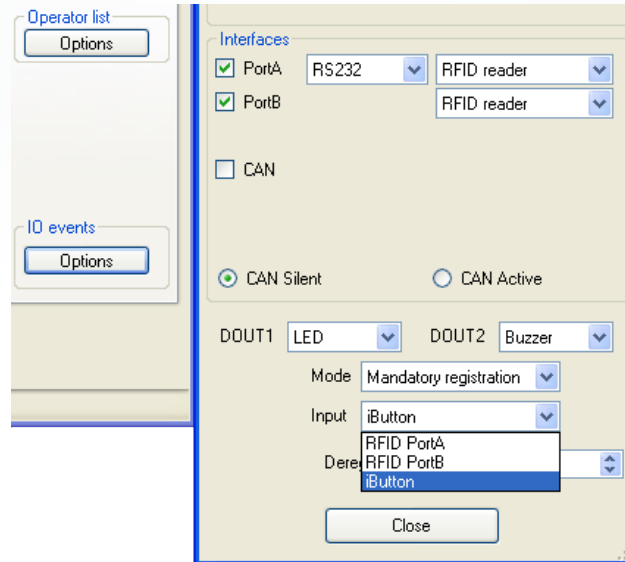 Operator list
Options
IO events
Options
Interfaces
PortA RS232 RFID reader
PortB RFID reader
CAN
CAN Silent CAN Active
DOUT1 LED DOUT2 Buzzer
Mode Mandatory registration
Input iButton
RFID PortA
Dere RFID PortB
iButton
Close